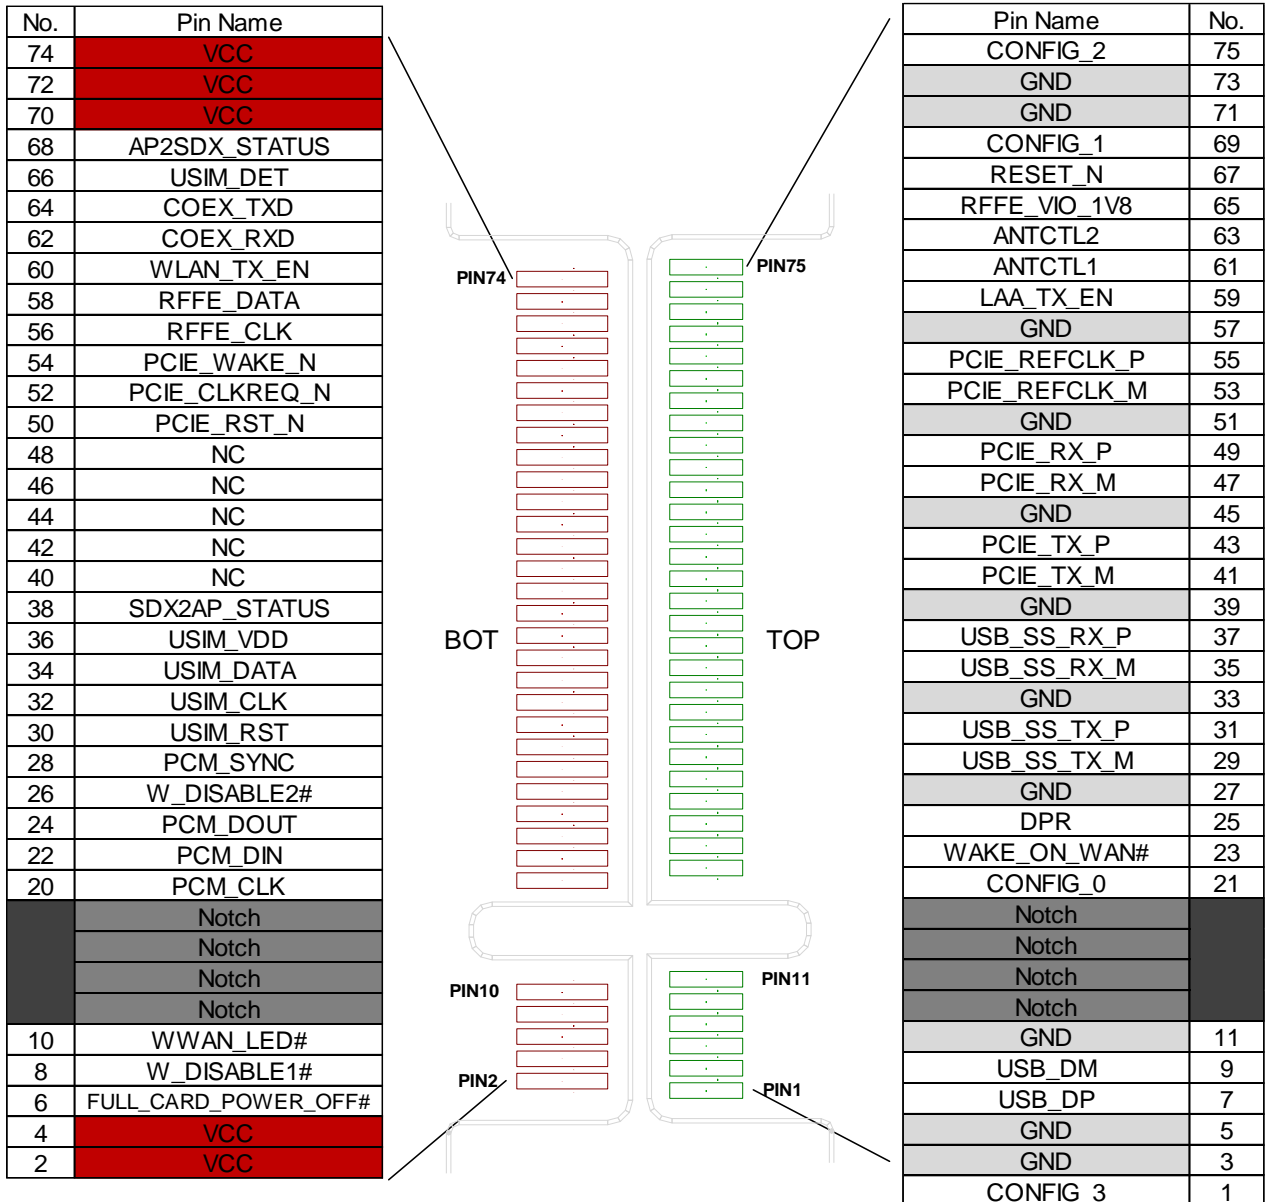 No. Pin Name
74 VCC
72 VCC
70 VCC
68 AP2SDX_STATUS
66 USIM_DET
64 COEX_TXD
62 COEX_RXD
60 WLAN_TX_EN
58 RFFE_DATA
56 RFFE_CLK
54 PCIE_WAKE_N
52 PCIE_CLKREQ_N
50 PCIE_RST_N
48 NC
46 NC
44 NC
42 NC
40 NC
38 SDX2AP_STATUS
36 USIM_VDD
34 USIM_DATA
32 USIM_CLK
30 USIM_RST
28 PCM_SYNC
26 W_DISABLE2#
24 PCM_DOUT
22 PCM_DIN
20 PCM_CLK
Notch
Notch
Notch
Notch
10 WWAN_LED#
8 W_DISABLE1#
6 FULL_CARD_POWER_OFF#
4 VCC
2 VCC
PIN74
BOT
PIN10
PIN2
PIN75
TOP
PIN11
PIN1
Pin Name No.
CONFIG_2 75
GND 73
GND 71
CONFIG_1 69
RESET_N 67
RFFE_VIO_1V8 65
ANTCTL2 63
ANTCTL1 61
LAA_TX_EN 59
GND 57
PCIE_REFCLK_P 55
PCIE_REFCLK_M 53
GND 51
PCIE_RX_P 49
PCIE_RX_M 47
GND 45
PCIE_TX_P 43
PCIE_TX_M 41
GND 39
USB_SS_RX_P 37
USB_SS_RX_M 35
GND 33
USB_SS_TX_P 31
USB_SS_TX_M 29
GND 27
DPR 25
WAKE_ON_WAN# 23
CONFIG_0 21
Notch
Notch
Notch
Notch
GND 11
USB_DM 9
USB_DP 7
GND 5
GND 3
CONFIG_3 1